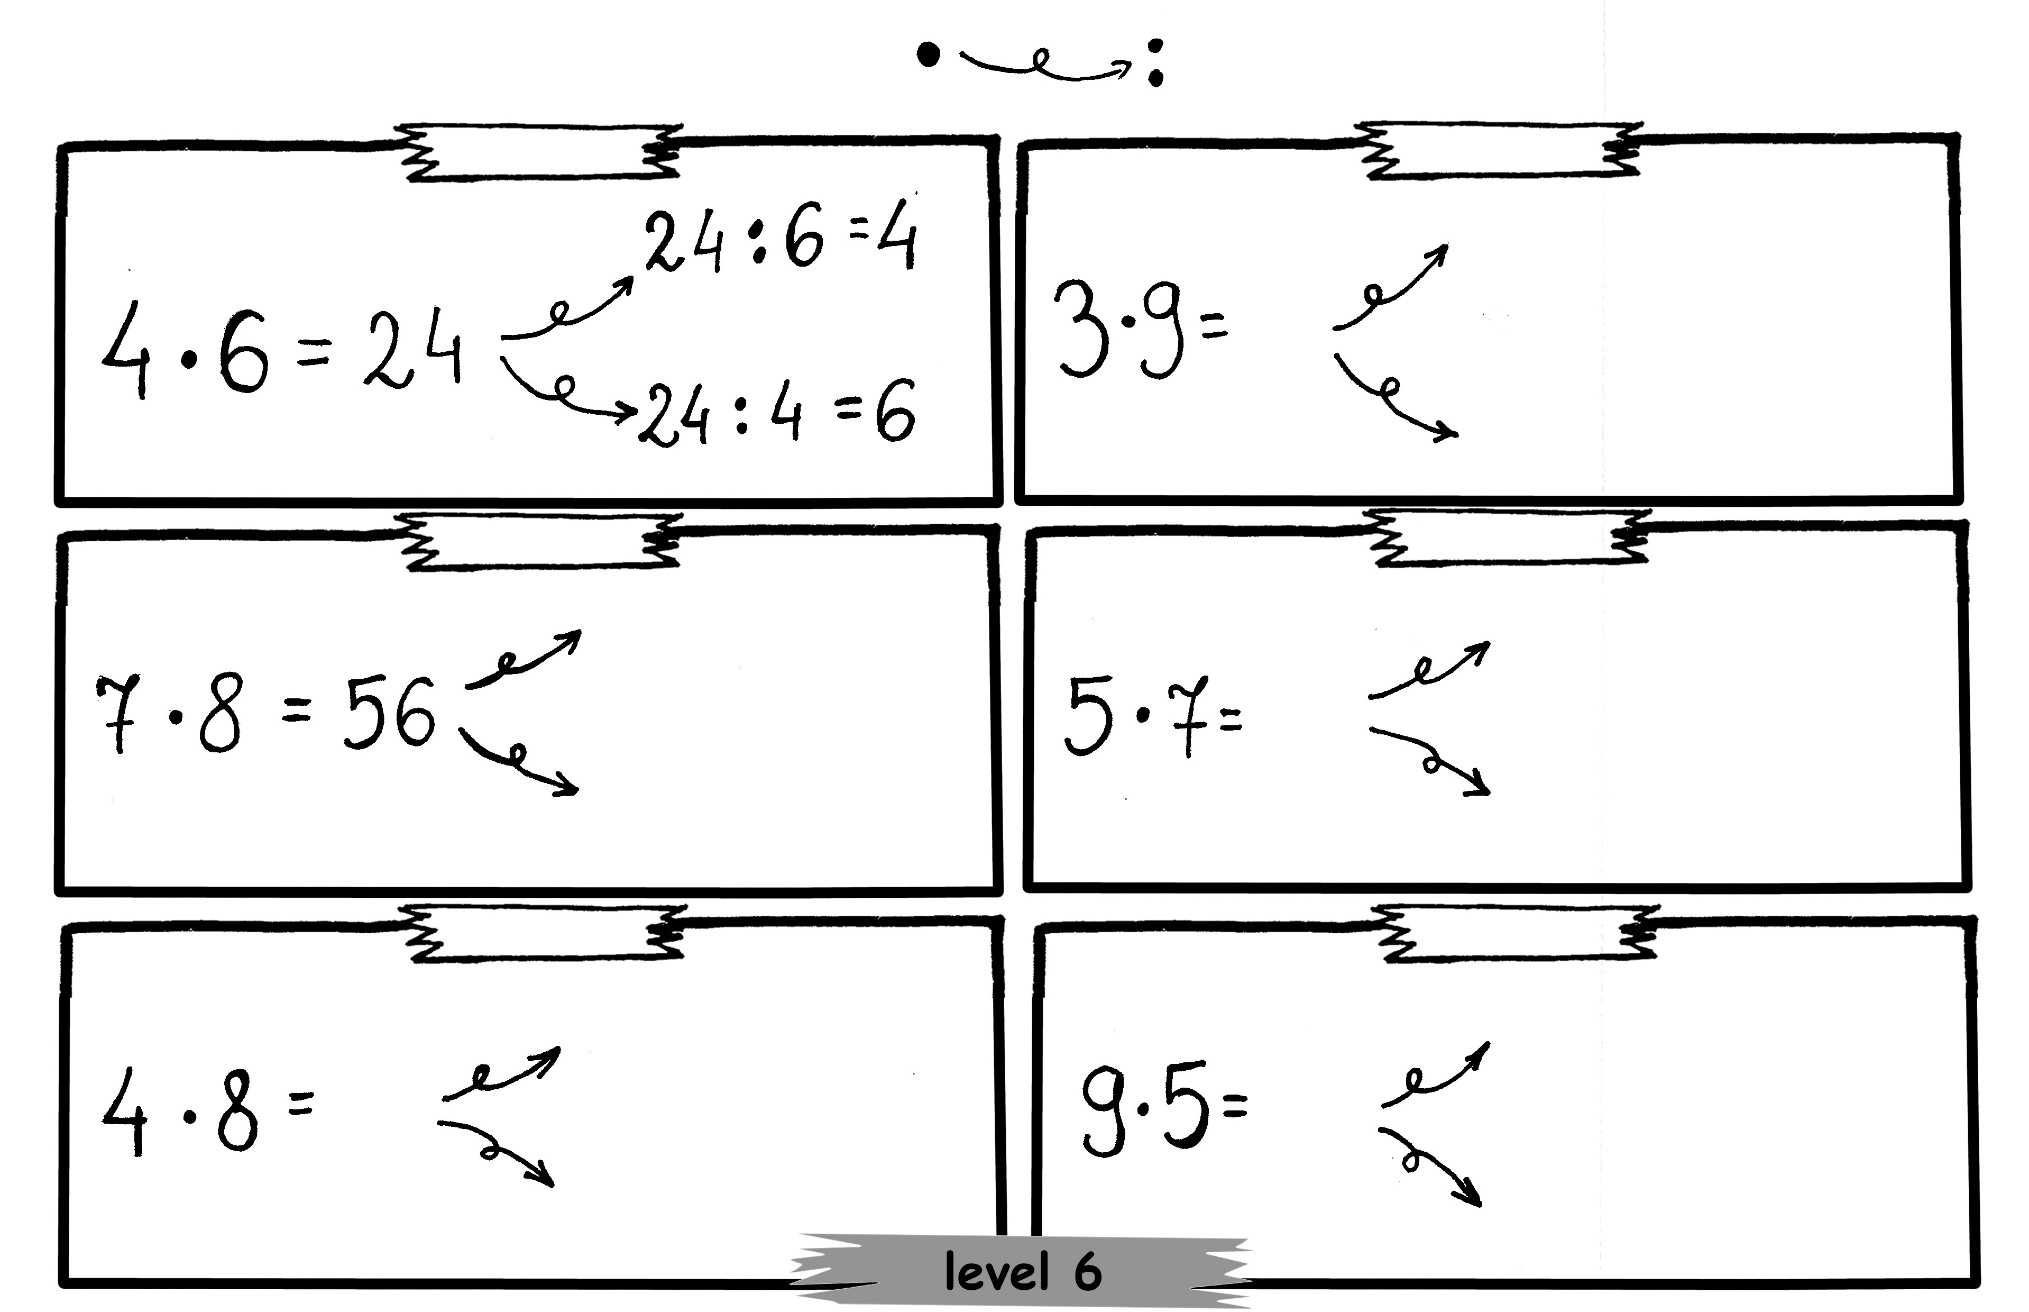 • :
24 : 6 = 4
4 · 6 = 24
24 : 4 = 6
3 · 9 =
7 · 8 = 56
5 · 7 =
4 · 8 =
9 · 5 =
level 6